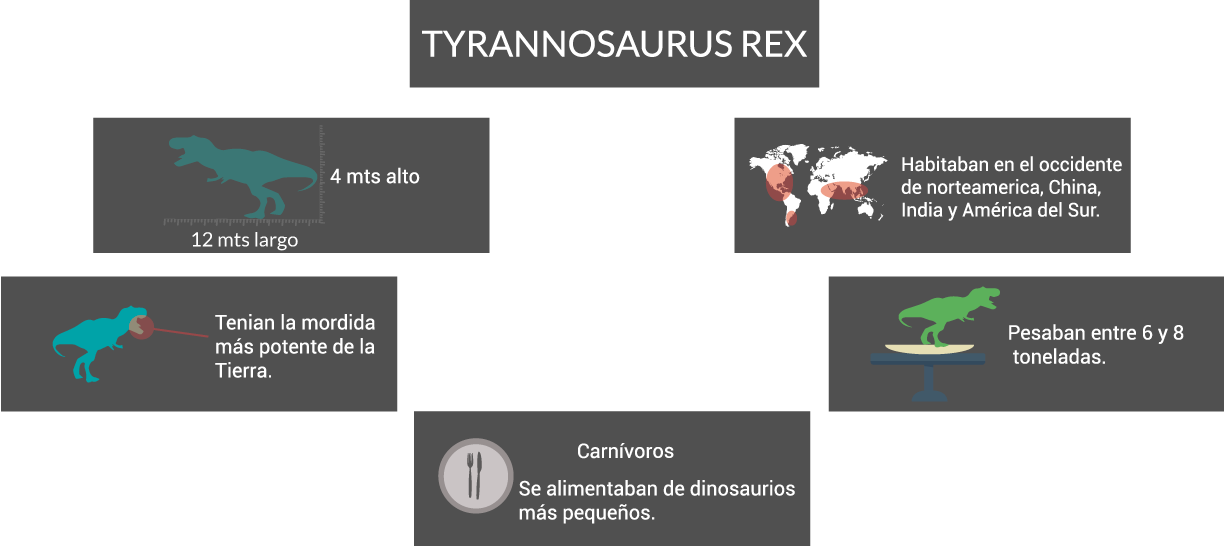 TYRANNOSAURUS REX
4 mts alto
12 mts largo
Habitaban en el occidente
de norteamerica, China,
India y América del Sur.
Tenian la mordida
más potente de la
Tierra.
Pesaban entre 6 y 8
toneladas.
Carnívoros
Se alimentaban de dinosaurios
más pequeños.